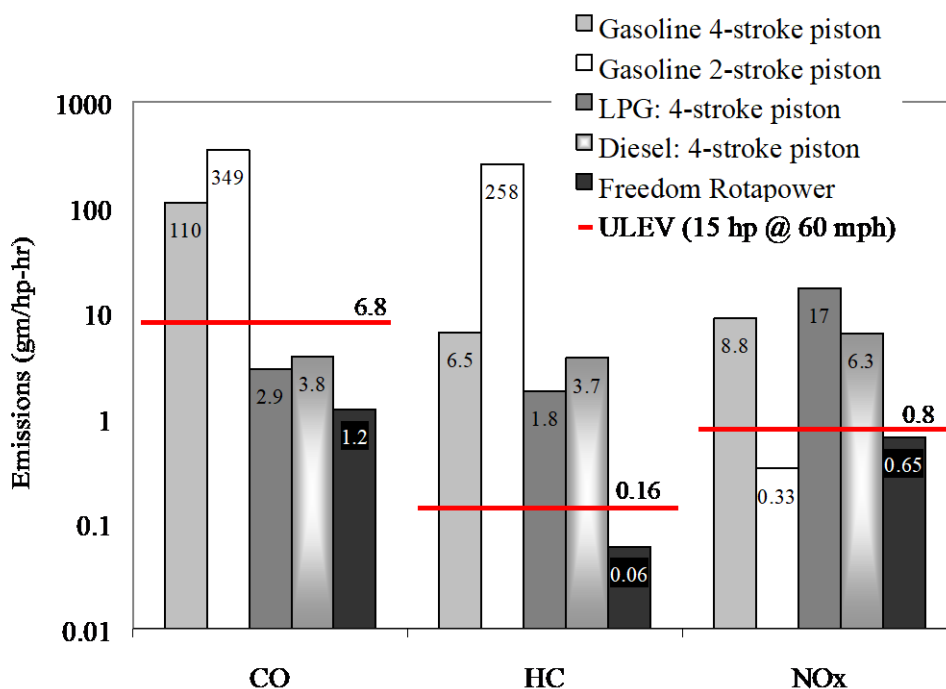 Gasoline 4-stroke piston
Gasoline 2-stroke piston
LPG: 4-stroke piston
Diesel: 4-stroke piston
Freedom Rotapower
ULEV (15 hp @ 60 mph)
Emissions (gm/hp-hr)
1000
100
10
1
0.1
0.01
110
349
2.9
3.8
1.2
6.8
6.5
258
1.8
3.7
0.06
0.16
8.8
0.33
17
6.3
0.65
0.8
CO
HC
NOx